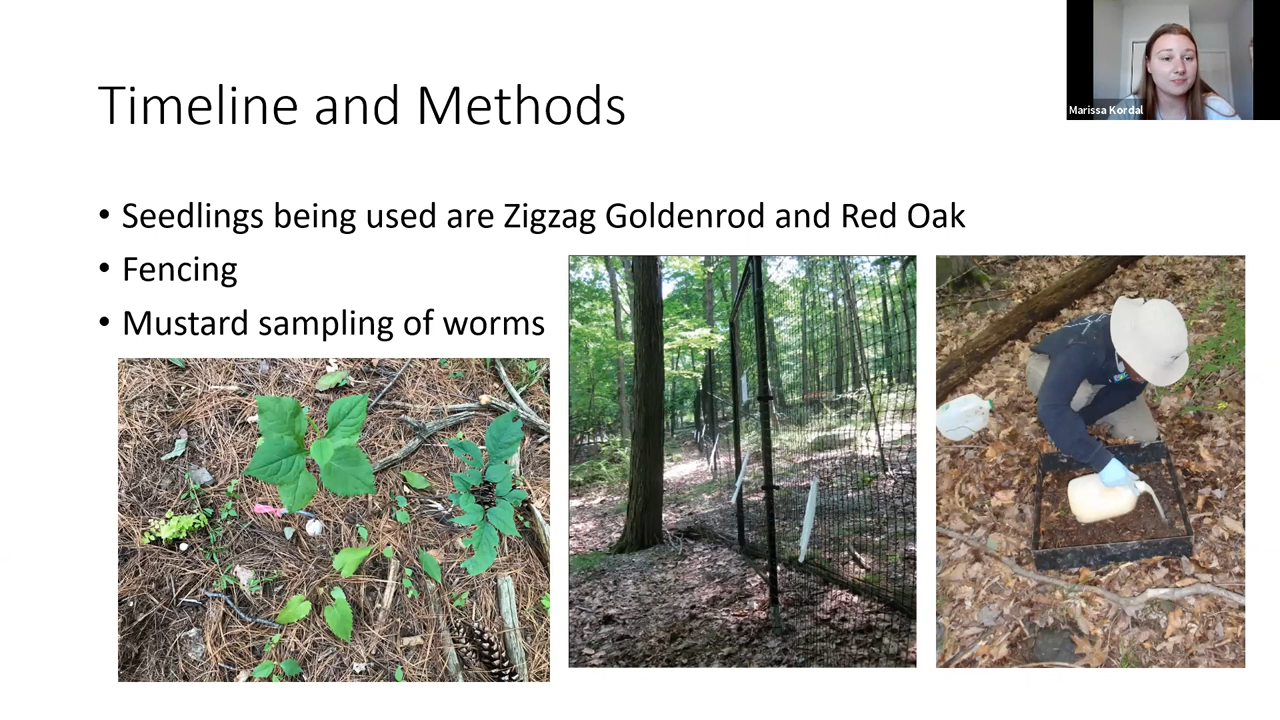 Marissa Kordal
Timeline and Methods
• Seedlings being used are Zigzag Goldenrod and Red Oak
• Fencing
• Mustard sampling of worms